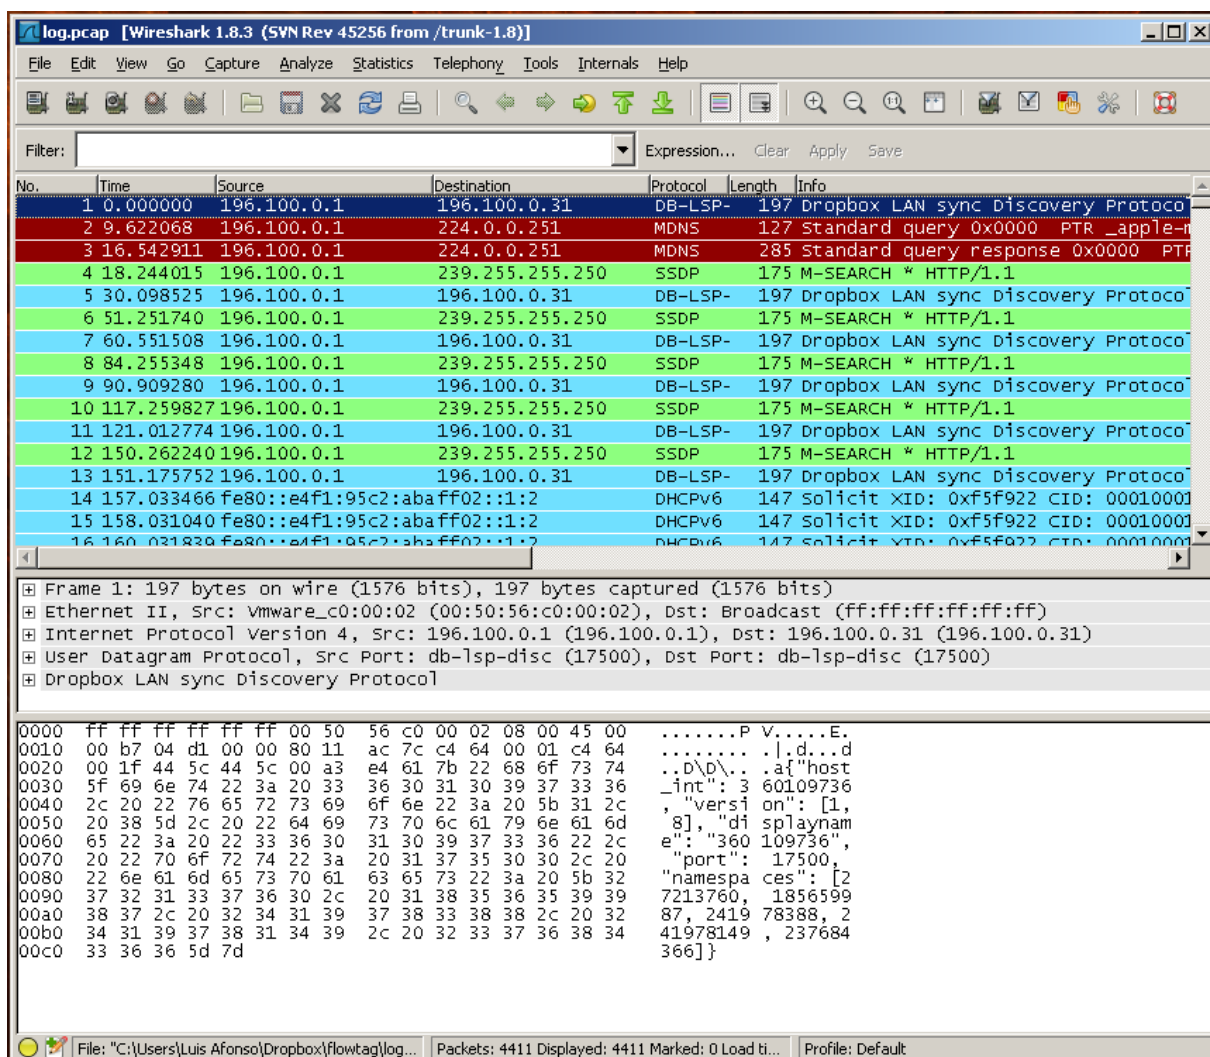 log.pcap [Wireshark 1.8.3 (SVN Rev 45256 from /trunk-1.8)]
File Edit View Go Capture Analyze Statistics Telephony Tools Internals Help
Filter: Expression... Clear Apply Save
No. Time Source Destination Protocol Length Info
1 0.000000 196.100.0.1 196.100.0.31 DB-LSP- 197 Dropbox LAN sync Discovery Protoco
2 9.622068 196.100.0.1 224.0.0.251 MDNS 127 Standard query 0x0000 PTR _apple-m
3 16.542911 196.100.0.1 224.0.0.251 MDNS 285 Standard query response 0x0000 PTR
4 18.244015 196.100.0.1 239.255.255.250 SSDP 175 M-SEARCH * HTTP/1.1
5 30.098525 196.100.0.1 196.100.0.31 DB-LSP- 197 Dropbox LAN sync Discovery Protocol
6 51.251740 196.100.0.1 239.255.255.250 SSDP 175 M-SEARCH * HTTP/1.1
7 60.551508 196.100.0.1 196.100.0.31 DB-LSP- 197 Dropbox LAN sync Discovery Protocol
8 84.255348 196.100.0.1 239.255.255.250 SSDP 175 M-SEARCH * HTTP/1.1
9 90.909280 196.100.0.1 196.100.0.31 DB-LSP- 197 Dropbox LAN sync Discovery Protocol
10 117.259827 196.100.0.1 239.255.255.250 SSDP 175 M-SEARCH * HTTP/1.1
11 121.012774 196.100.0.1 196.100.0.31 DB-LSP- 197 Dropbox LAN sync Discovery Protocol
12 150.262240 196.100.0.1 239.255.255.250 SSDP 175 M-SEARCH * HTTP/1.1
13 151.175752 196.100.0.1 196.100.0.31 DB-LSP- 197 Dropbox LAN sync Discovery Protocol
14 157.033466 fe80::e4f1:95c2:aba ff02::1:2 DHCPv6 147 Solicit XID: 0xf5f922 CID: 00010001
15 158.031040 fe80::e4f1:95c2:aba ff02::1:2 DHCPv6 147 Solicit XID: 0xf5f922 CID: 00010001
16 160.031839 fe80::e4f1:95c2:aba ff02::1:2 DHCPv6 147 Solicit XID: 0xf5f922 CID: 00010001
Frame 1: 197 bytes on wire (1576 bits), 197 bytes captured (1576 bits)
Ethernet II, Src: Vmware_c0:00:02 (00:50:56:c0:00:02), Dst: Broadcast (ff:ff:ff:ff:ff:ff)
Internet Protocol Version 4, Src: 196.100.0.1 (196.100.0.1), Dst: 196.100.0.31 (196.100.0.31)
User Datagram Protocol, Src Port: db-lsp-disc (17500), Dst Port: db-lsp-disc (17500)
Dropbox LAN sync Discovery Protocol
0000 ff ff ff ff ff ff 00 50 56 c0 00 02 08 00 45 00 .......P V.....E.
0010 00 b7 04 d1 00 00 80 11 ac 7c c4 64 00 01 c4 64 ........ .|.d...d
0020 00 1f 44 5c 44 5c 00 a3 e4 61 7b 22 68 6f 73 74 ..D\D\.. .a{"host
0030 5f 69 6e 74 22 3a 20 33 36 30 31 30 39 37 33 36 _int": 3 60109736
0040 2c 20 22 76 65 72 73 69 6f 6e 22 3a 20 5b 31 2c , "versi on": [1,
0050 20 38 5d 2c 20 22 64 69 73 70 6c 61 79 6e 61 6d 8], "di splaynam
0060 65 22 3a 20 22 33 36 30 31 30 39 37 33 36 22 2c e": "360 109736",
0070 20 22 70 6f 72 74 22 3a 20 31 37 35 30 30 2c 20 "port": 17500,
0080 22 6e 61 6d 65 73 70 61 63 65 73 22 3a 20 5b 32 "namespa ces": [2
0090 37 32 31 33 37 36 30 2c 20 31 38 35 36 35 39 39 7213760, 1856599
00a0 38 37 2c 20 32 34 31 39 37 38 33 38 38 2c 20 32 87, 2419 78388, 2
00b0 34 31 39 37 38 31 34 39 2c 20 32 33 37 36 38 34 41978149 , 237684
00c0 33 36 36 5d 7d 366]}
File: "C:\Users\Luis Afonso\Dropbox\flowtag\log... Packets: 4411 Displayed: 4411 Marked: 0 Load ti... Profile: Default